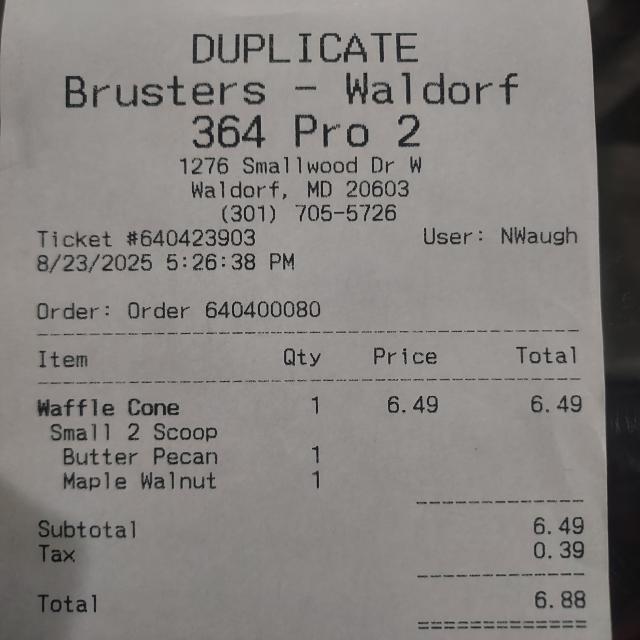 DUPLICATE
Brusters - Waldorf
364 Pro 2
1276 Smallwood Dr W
Waldorf, MD 20603
(301) 705-5726
Ticket #640423903 User: NWaugh
8/23/2025 5:26:38 PM
Order: Order 640400080
Item Qty Price Total
Waffle Cone 1 6.49 6.49
Small 2 Scoop
Butter Pecan 1
Maple Walnut 1
Subtotal 6.49
Tax 0.39
Total 6.88